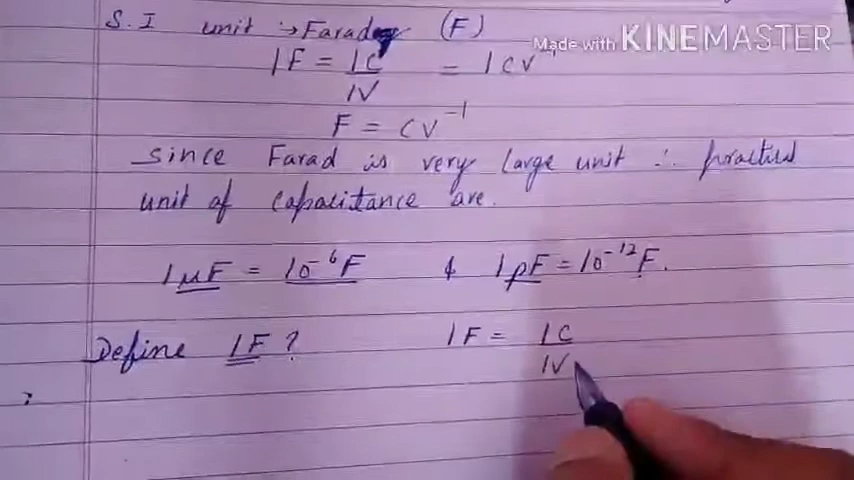 S.I unit → Farad (F)
Made with KINEMASTER
1F = 1C / 1V = 1CV⁻¹
F = CV⁻¹
Since Farad is very large unit ∴ practical
unit of capacitance are.
1μF = 10⁻⁶F & 1pF = 10⁻¹²F.
Define 1F? 1F = 1C / 1V